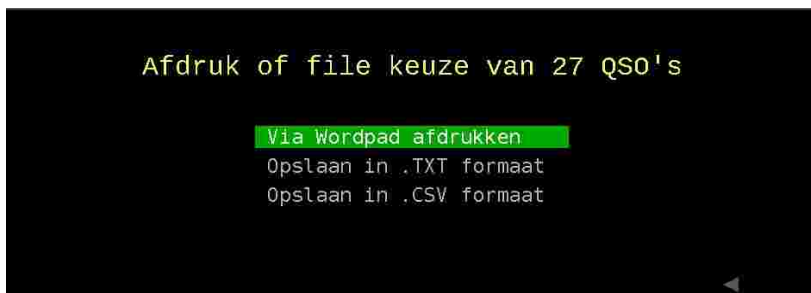 Afdruk of file keuze van 27 QSO's
Via Wordpad afdrukken
Opslaan in .TXT formaat
Opslaan in .CSV formaat